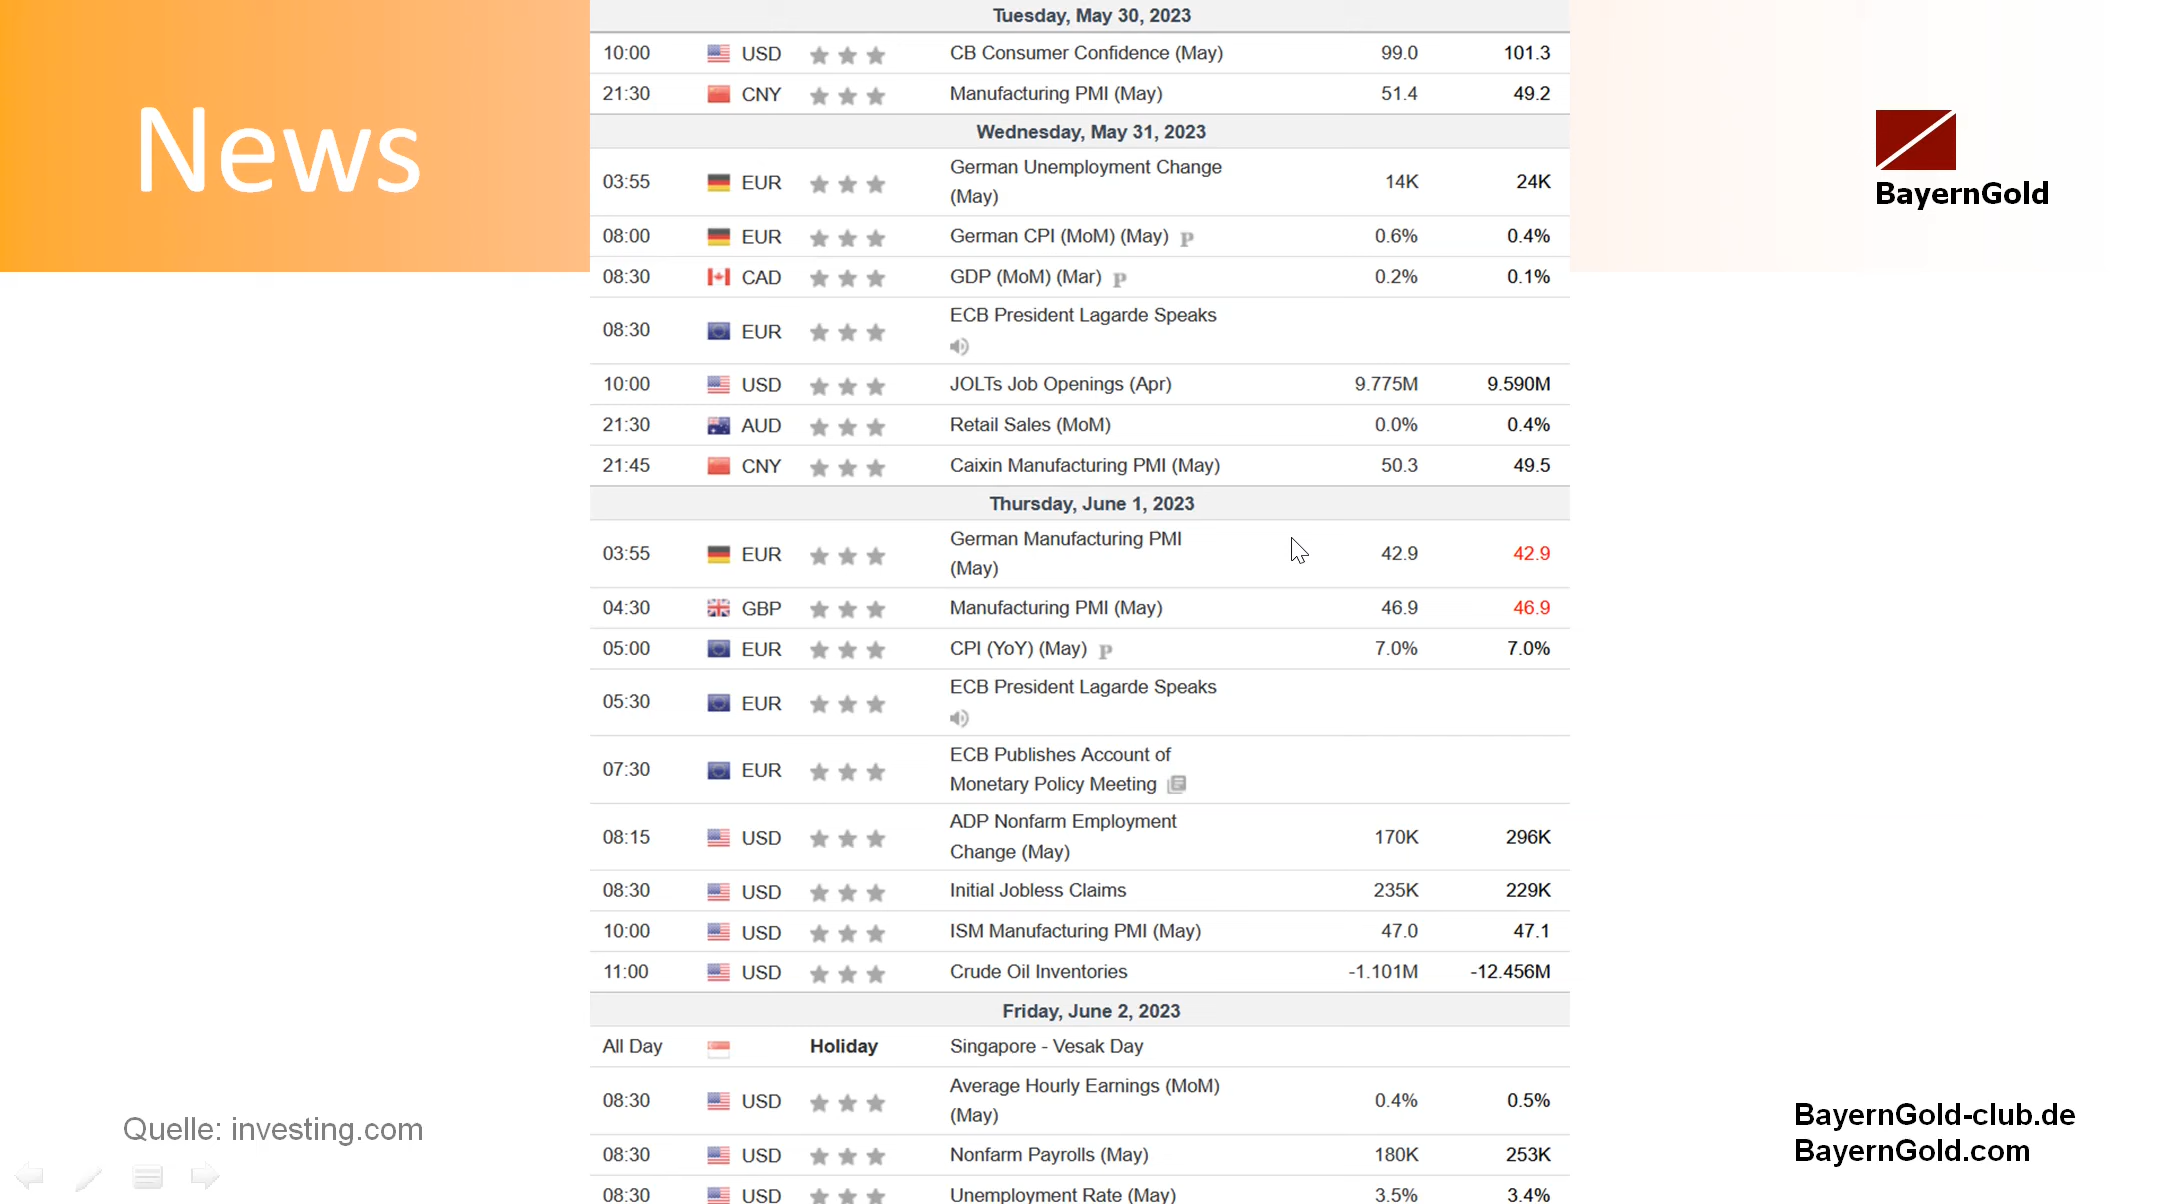 News
Tuesday, May 30, 2023
10:00 USD CB Consumer Confidence (May) 99.0 101.3
21:30 CNY Manufacturing PMI (May) 51.4 49.2
Wednesday, May 31, 2023
03:55 EUR German Unemployment Change (May) 14K 24K
08:00 EUR German CPI (MoM) (May) P 0.6% 0.4%
08:30 CAD GDP (MoM) (Mar) P 0.2% 0.1%
08:30 EUR ECB President Lagarde Speaks
10:00 USD JOLTs Job Openings (Apr) 9.775M 9.590M
21:30 AUD Retail Sales (MoM) 0.0% 0.4%
21:45 CNY Caixin Manufacturing PMI (May) 50.3 49.5
Thursday, June 1, 2023
03:55 EUR German Manufacturing PMI (May) 42.9 42.9
04:30 GBP Manufacturing PMI (May) 46.9 46.9
05:00 EUR CPI (YoY) (May) P 7.0% 7.0%
05:30 EUR ECB President Lagarde Speaks
07:30 EUR ECB Publishes Account of Monetary Policy Meeting
08:15 USD ADP Nonfarm Employment Change (May) 170K 296K
08:30 USD Initial Jobless Claims 235K 229K
10:00 USD ISM Manufacturing PMI (May) 47.0 47.1
11:00 USD Crude Oil Inventories -1.101M -12.456M
Friday, June 2, 2023
All Day Holiday Singapore - Vesak Day
08:30 USD Average Hourly Earnings (MoM) (May) 0.4% 0.5%
08:30 USD Nonfarm Payrolls (May) 180K 253K
08:30 USD Unemployment Rate (May) 3.5% 3.4%
BayernGold
Quelle: investing.com
BayernGold-club.de
BayernGold.com